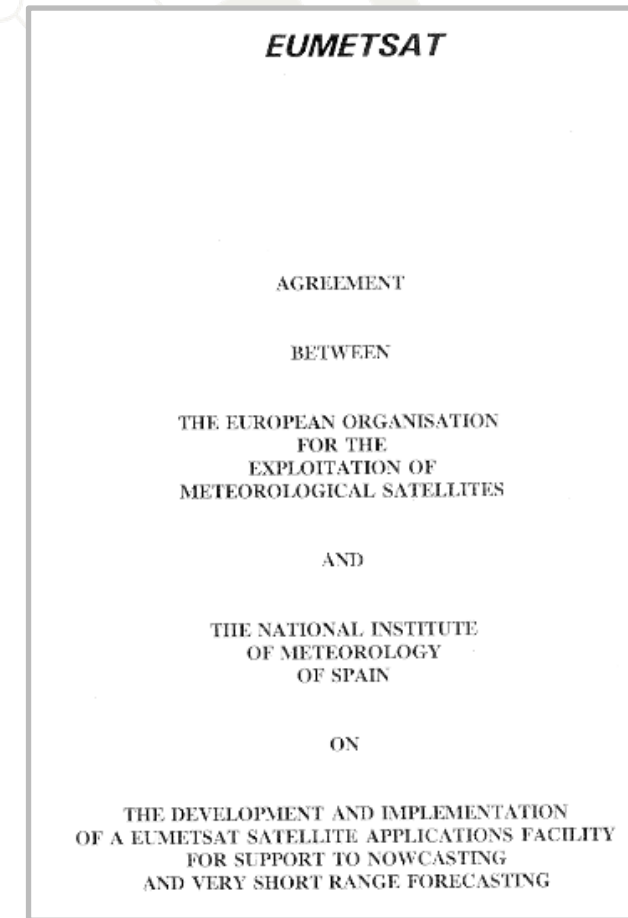 EUMETSAT
AGREEMENT
BETWEEN
THE EUROPEAN ORGANISATION
FOR THE
EXPLOITATION OF
METEOROLOGICAL SATELLITES
AND
THE NATIONAL INSTITUTE
OF METEOROLOGY
OF SPAIN
ON
THE DEVELOPMENT AND IMPLEMENTATION
OF A EUMETSAT SATELLITE APPLICATIONS FACILITY
FOR SUPPORT TO NOWCASTING
AND VERY SHORT RANGE FORECASTING